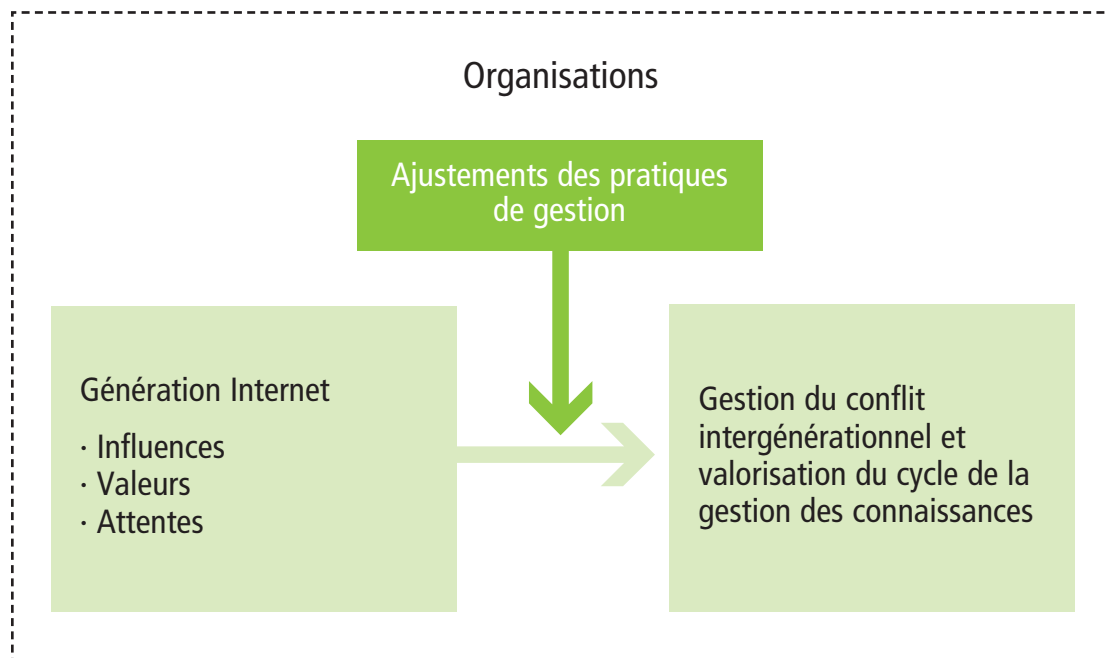 Organisations
Ajustements des pratiques
de gestion
Génération Internet
· Influences
· Valeurs
· Attentes
Gestion du conflit
intergénérationnel et
valorisation du cycle de la
gestion des connaissances